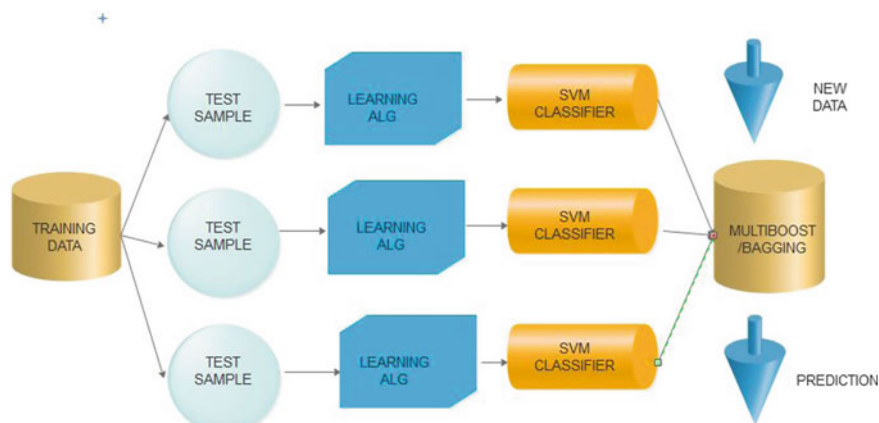 TEST
SAMPLE
LEARNING
ALG
SVM
CLASSIFIER
NEW
DATA
TRAINING
DATA
TEST
SAMPLE
LEARNING
ALG
SVM
CLASSIFIER
MULTIBOOST
/BAGGING
TEST
SAMPLE
LEARNING
ALG
SVM
CLASSIFIER
PREDICTION